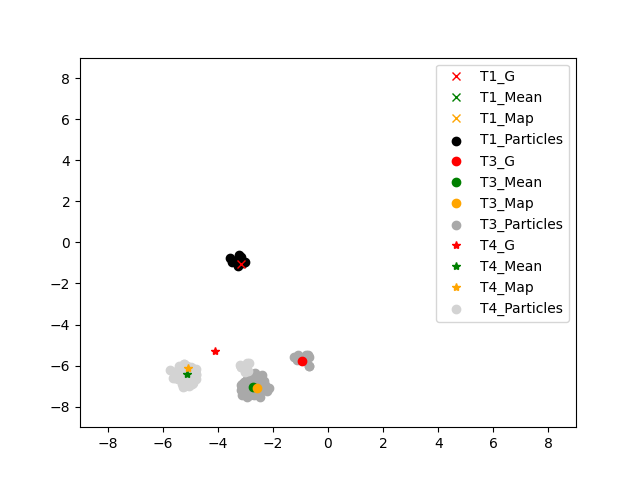 8
6
4
2
0
−2
−4
−6
−8
−8
−6
−4
−2
0
2
4
6
8
T1_G
T1_Mean
T1_Map
T1_Particles
T3_G
T3_Mean
T3_Map
T3_Particles
T4_G
T4_Mean
T4_Map
T4_Particles